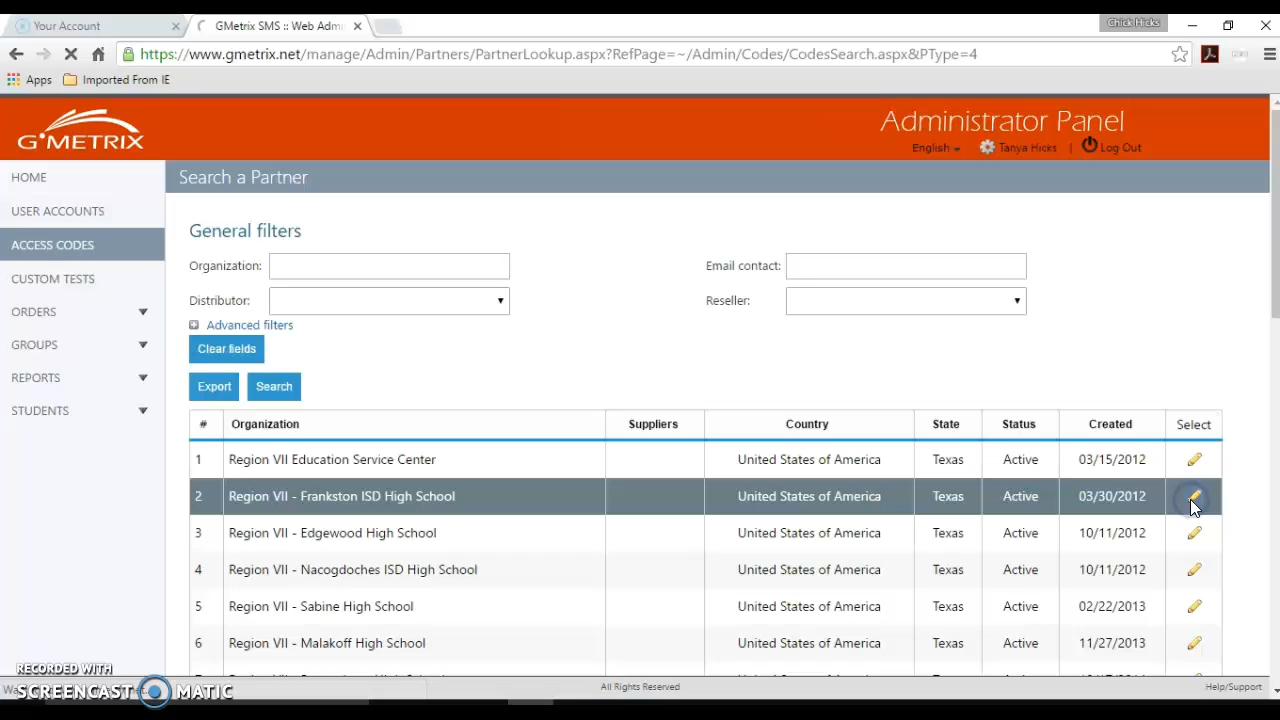 Your Account
GMetrix SMS :: Web Adm
Chick Hicks
https://www.gmetrix.net/manage/Admin/Partners/PartnerLookup.aspx?RefPage=~/Admin/Codes/CodesSearch.aspx&PType=4
Apps Imported From IE
GMETRIX
Administrator Panel
English Tanya Hicks | Log Out
HOME
USER ACCOUNTS
ACCESS CODES
CUSTOM TESTS
ORDERS
GROUPS
REPORTS
STUDENTS
Search a Partner
General filters
Organization: Email contact:
Distributor: Reseller:
Advanced filters
Clear fields
Export Search
# Organization Suppliers Country State Status Created Select
1 Region VII Education Service Center United States of America Texas Active 03/15/2012
2 Region VII - Frankston ISD High School United States of America Texas Active 03/30/2012
3 Region VII - Edgewood High School United States of America Texas Active 10/11/2012
4 Region VII - Nacogdoches ISD High School United States of America Texas Active 10/11/2012
5 Region VII - Sabine High School United States of America Texas Active 02/22/2013
6 Region VII - Malakoff High School United States of America Texas Active 11/27/2013
All Rights Reserved
Help/Support
RECORDED WITH
SCREENCAST MATIC